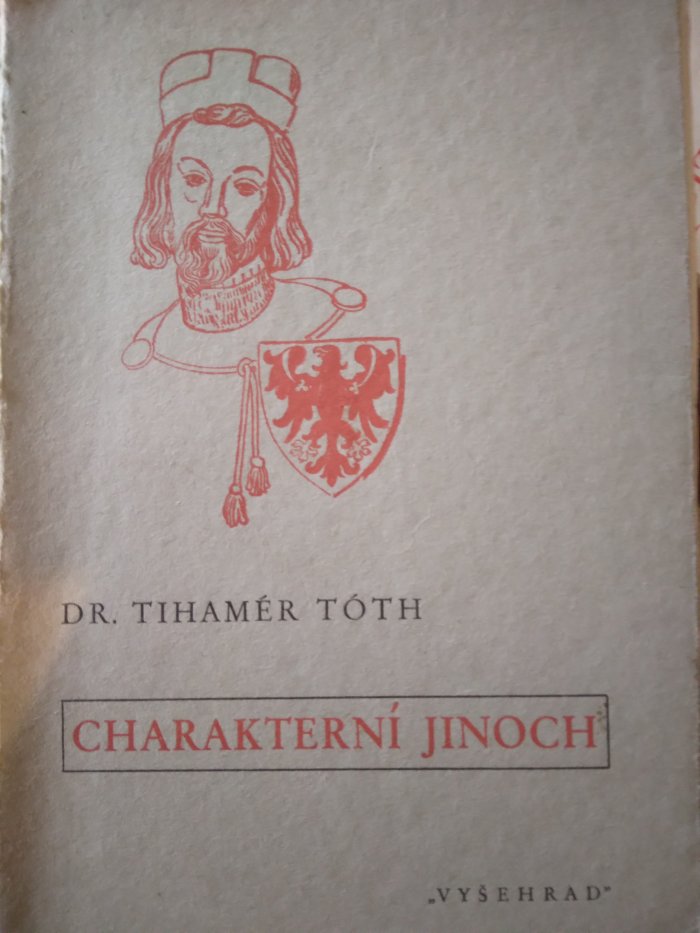 DR. TIHAMÉR TÓTH
CHARAKTERNÍ JINOCH
„VYŠEHRAD"